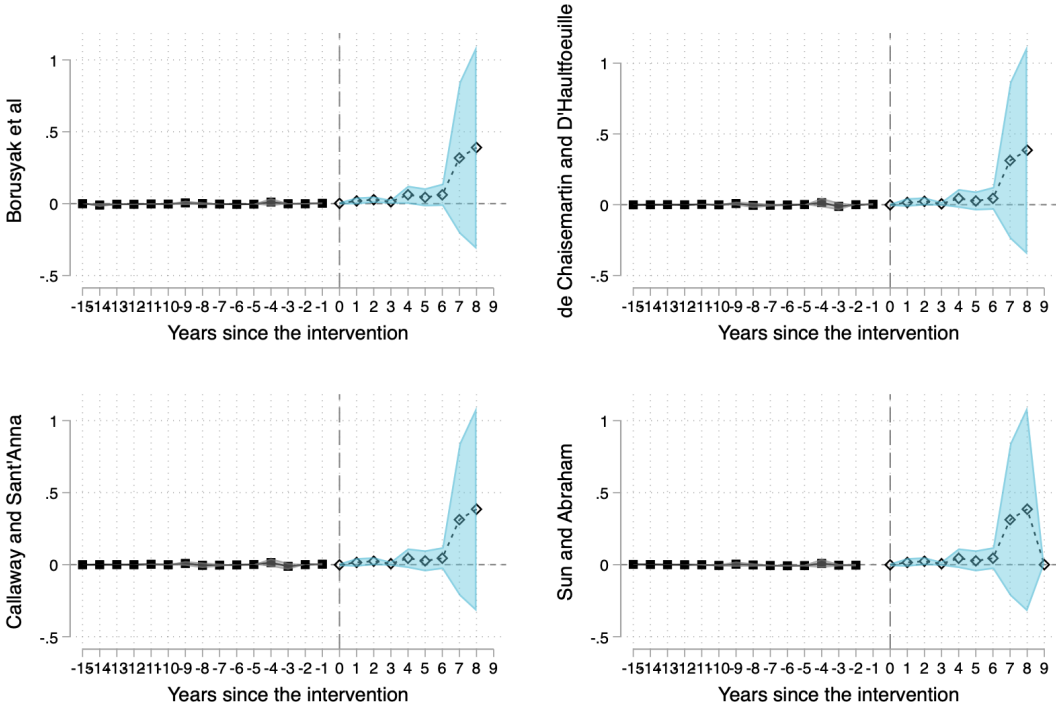 Borusyak et al
1
.5
0
-.5
-15 -14 -13 -12 -11 -10 -9 -8 -7 -6 -5 -4 -3 -2 -1 0 1 2 3 4 5 6 7 8 9
Years since the intervention
de Chaisemartin and D'Haultfoeuille
1
.5
0
-.5
-15 -14 -13 -12 -11 -10 -9 -8 -7 -6 -5 -4 -3 -2 -1 0 1 2 3 4 5 6 7 8 9
Years since the intervention
Callaway and Sant'Anna
1
.5
0
-.5
-15 -14 -13 -12 -11 -10 -9 -8 -7 -6 -5 -4 -3 -2 -1 0 1 2 3 4 5 6 7 8 9
Years since the intervention
Sun and Abraham
1
.5
0
-.5
-15 -14 -13 -12 -11 -10 -9 -8 -7 -6 -5 -4 -3 -2 -1 0 1 2 3 4 5 6 7 8 9
Years since the intervention